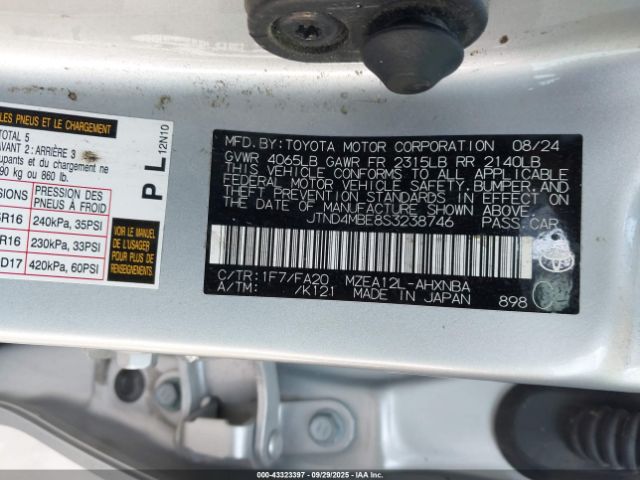 LES PNEUS ET LE CHARGEMENT
TOTAL 5
AVANT 2: ARRIÈRE 3
upants et du chargement ne
90 kg ou 860 lb.
12N10
P L
SIONS PRESSION DES PNEUS À FROID
R16 240kPa, 35PSI
R16 230kPa, 33PSI
D17 420kPa, 60PSI
VOIR LE MANUEL
DE L'USAGER
POUR PLUS DE
RENSEIGNEMENTS
MFD.BY:TOYOTA MOTOR CORPORATION 08/24
GVWR 4065LB GAWR FR 2315LB RR 2140LB
THIS VEHICLE CONFORMS TO ALL APPLICABLE
FEDERAL MOTOR VEHICLE SAFETY,BUMPER,AND
THEFT PREVENTION STANDARDS IN EFFECT ON
THE DATE OF MANUFACTURE SHOWN ABOVE.
JTND4MBE8S3238746 PASS.CAR
C/TR:1F7/FA20 MZEA12L-AHXNBA
A/TM: /K121 MADE IN JAPAN 898
000-43323397 - 09/29/2025 - IAAI.COM